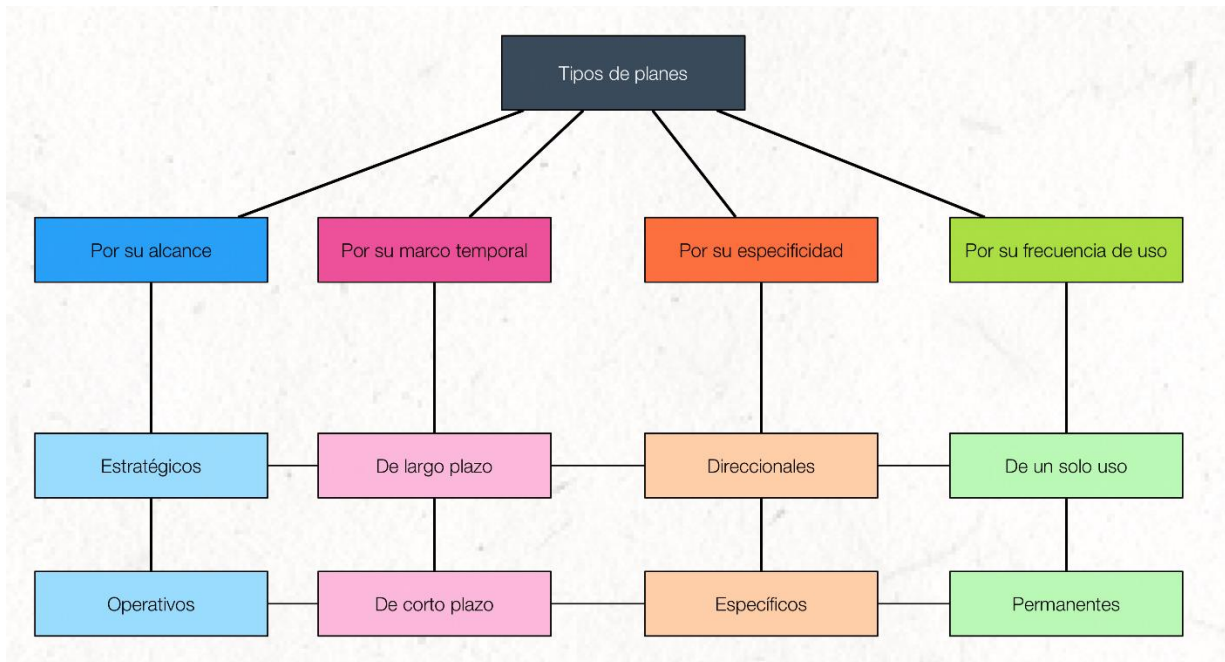 Tipos de planes
Por su alcance
Por su marco temporal
Por su especificidad
Por su frecuencia de uso
Estratégicos
De largo plazo
Direccionales
De un solo uso
Operativos
De corto plazo
Específicos
Permanentes